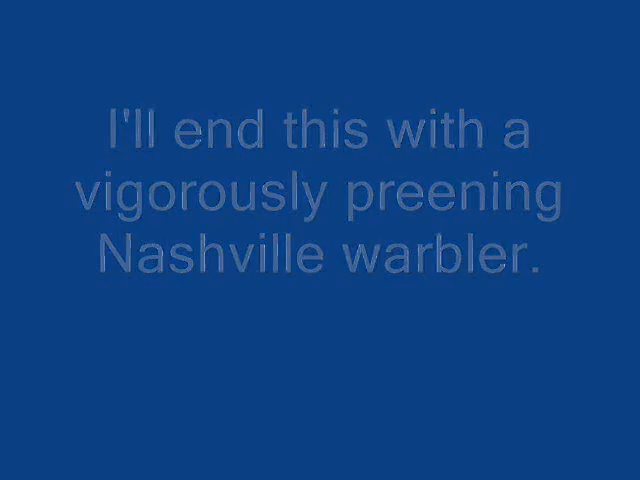 I'll end this with a
vigorously preening
Nashville warbler.